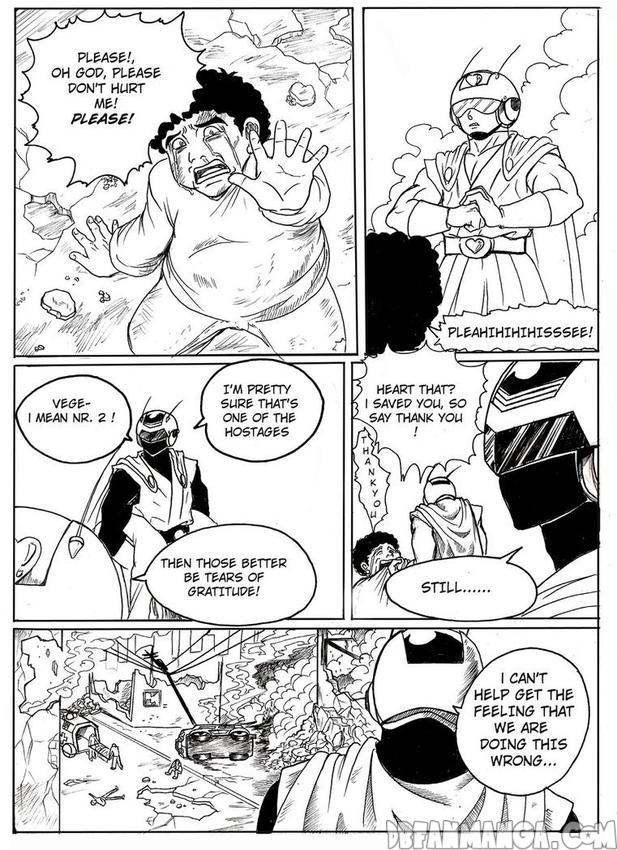 PLEASE!,
OH GOD, PLEASE
DON'T HURT
ME!
PLEASE!
PLEAHIHIHIHISSSEE!
VEGE-
I MEAN NR. 2 !
I'M PRETTY
SURE THAT'S
ONE OF THE
HOSTAGES
THEN THOSE BETTER
BE TEARS OF
GRATITUDE!
HEART THAT?
I SAVED YOU, SO
SAY THANK YOU
!
THANKYOU
STILL......
I CAN'T
HELP GET THE
FEELING THAT
WE ARE
DOING THIS
WRONG...
DBFANMANGA.COM